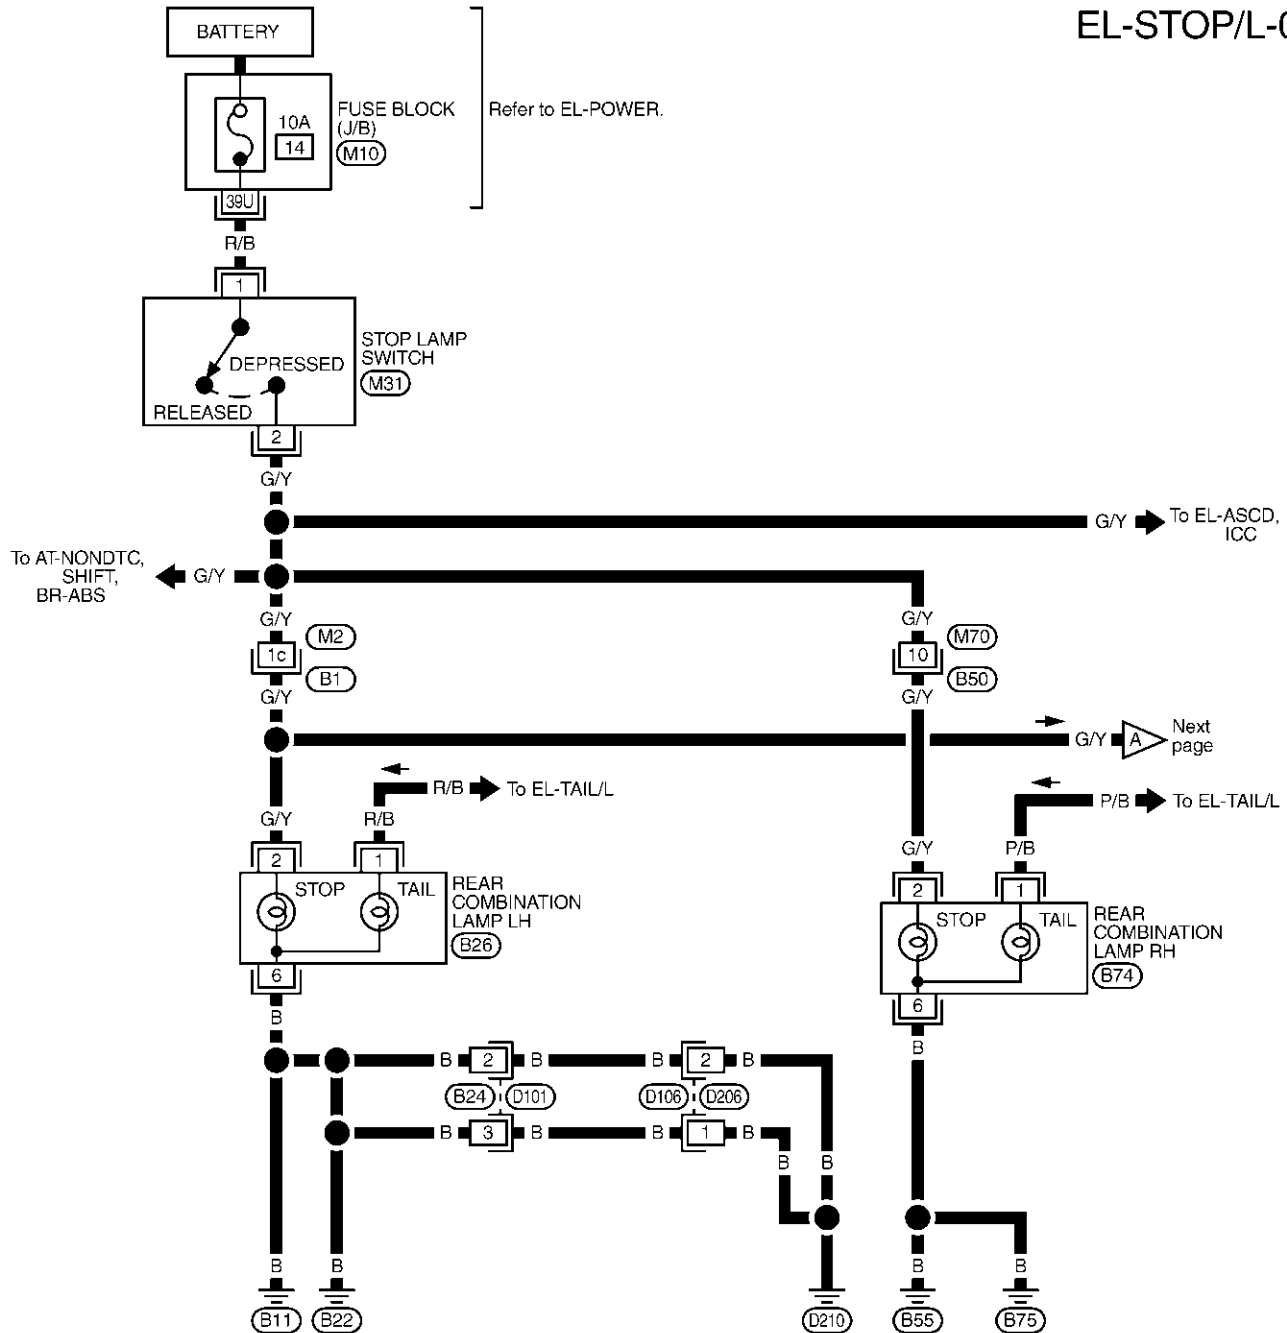 EL-STOP/L-0
BATTERY
FUSE BLOCK
(J/B)
M10
10A
14
Refer to EL-POWER.
39U
R/B
1
STOP LAMP
SWITCH
M31
DEPRESSED
RELEASED
2
G/Y
G/Y
To EL-ASCD,
ICC
To AT-NONDTC,
SHIFT,
BR-ABS
G/Y
G/Y
G/Y
M2
1c
B1
M70
10
B50
G/Y
G/Y
G/Y
A
Next
page
R/B
To EL-TAIL/L
P/B
To EL-TAIL/L
G/Y
R/B
G/Y
P/B
2
1
STOP
TAIL
REAR
COMBINATION
LAMP LH
B26
6
B
2
1
STOP
TAIL
REAR
COMBINATION
LAMP RH
B74
6
B
B
2
B
B
2
B
B24
D101
D106
D206
B
3
B
B
1
B
B
B
B
B
B
B
B11
B22
D210
B55
B75